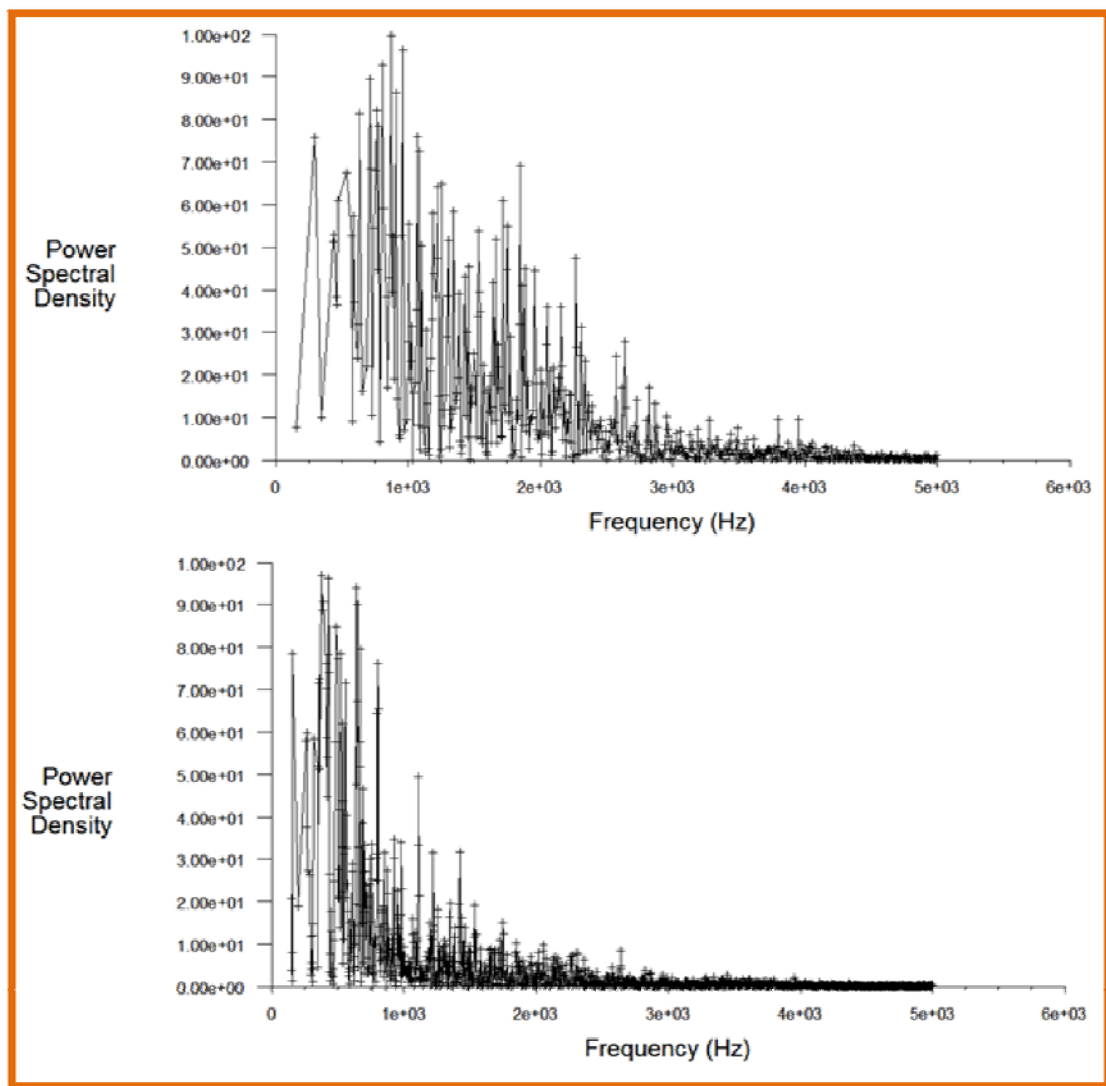 1.00e+02
9.00e+01
8.00e+01
7.00e+01
6.00e+01
Power
Spectral
Density
5.00e+01
4.00e+01
3.00e+01
2.00e+01
1.00e+01
0.00e+00
0 1e+03 2e+03 3e+03 4e+03 5e+03 6e+03
Frequency (Hz)
1.00e+02
9.00e+01
8.00e+01
7.00e+01
6.00e+01
Power
Spectral
Density
5.00e+01
4.00e+01
3.00e+01
2.00e+01
1.00e+01
0.00e+00
0 1e+03 2e+03 3e+03 4e+03 5e+03 6e+03
Frequency (Hz)